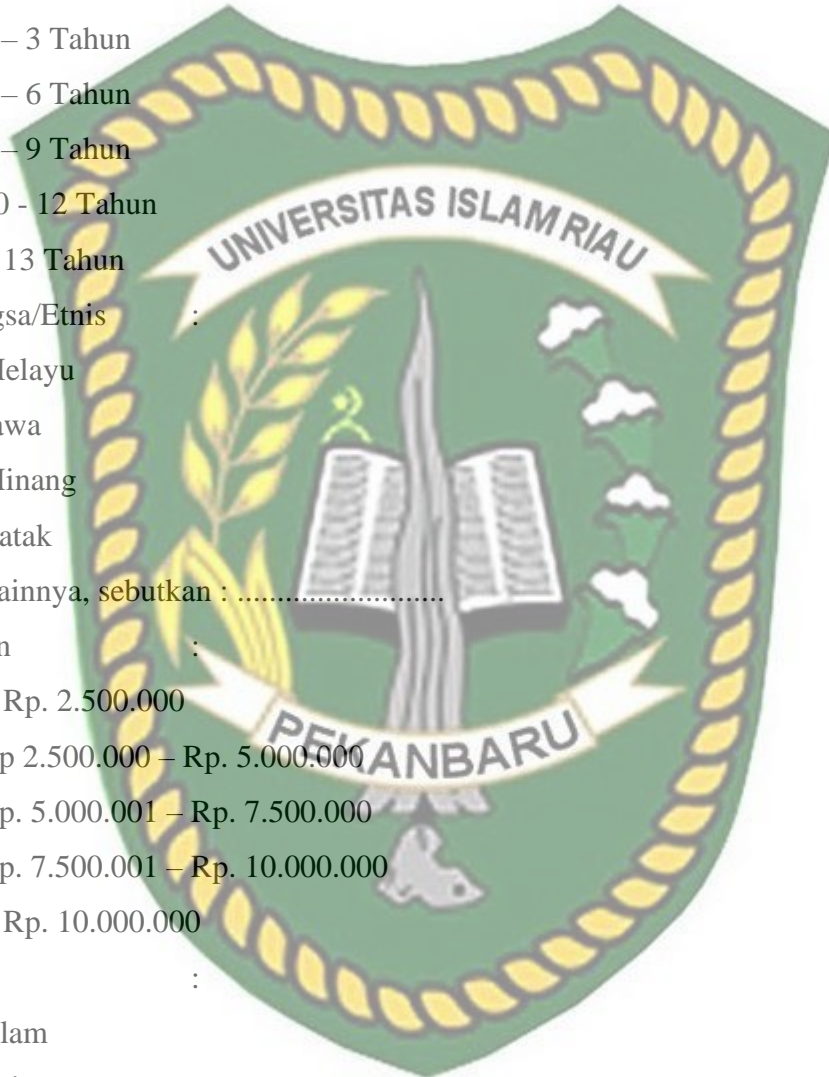 – 3 Tahun
– 6 Tahun
– 9 Tahun
0 - 12 Tahun
13 Tahun
UNIVERSITAS ISLAM RIAU
gsa/Etnis :
Melayu
awa
Minang
atak
ainnya, sebutkan : ..........................
n :
Rp. 2.500.000
p 2.500.000 – Rp. 5.000.000
PEKANBARU
p. 5.000.001 – Rp. 7.500.000
p. 7.500.001 – Rp. 10.000.000
Rp. 10.000.000
:
slam